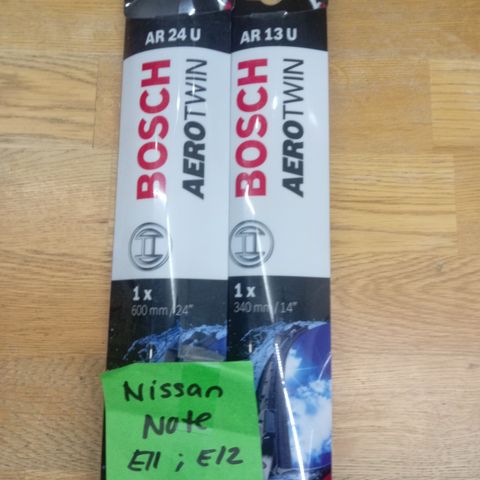 AR 24 U
BOSCH
AEROTWIN
1 x
600 mm / 24"
AR 13 U
BOSCH
AEROTWIN
1 x
340 mm / 14"
Nissan
Note
E11 ; E12